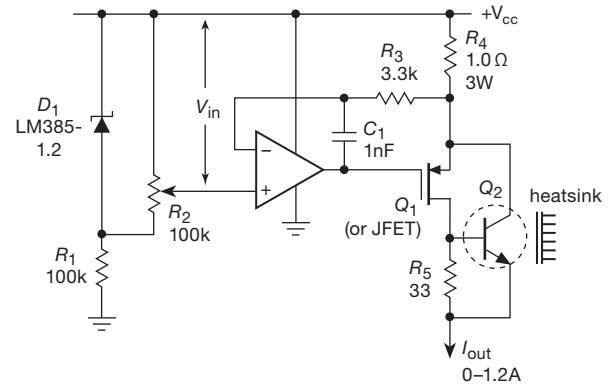 +Vcc
R4
1.0 Ω
3W
R3
3.3k
D1
LM385-
1.2
Vin
C1
1nF
−
+
R2
100k
R1
100k
Q1
(or JFET)
Q2
heatsink
R5
33
Iout
0–1.2A